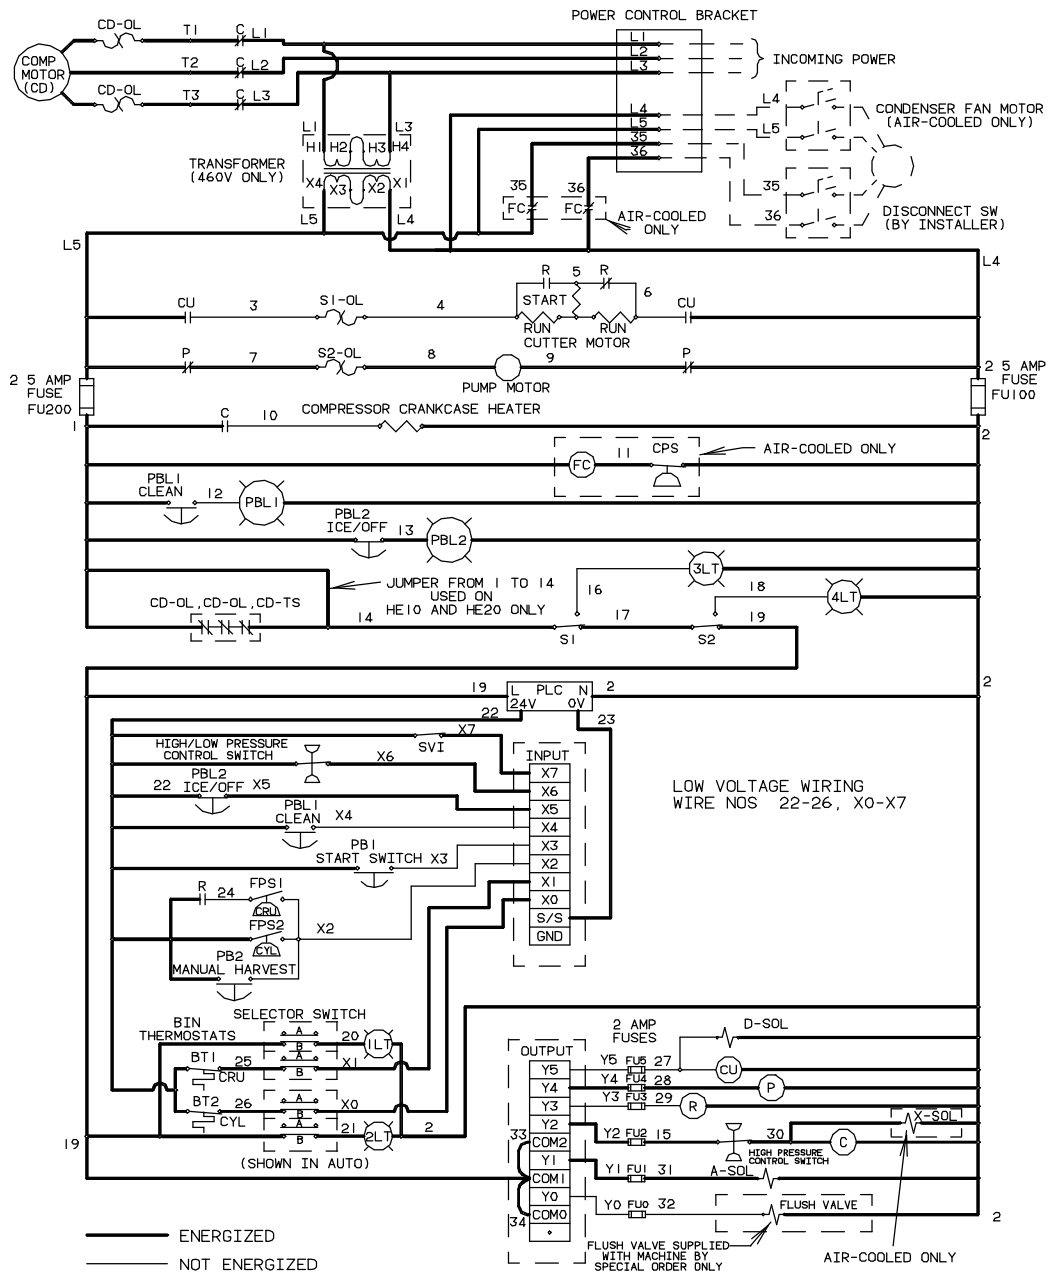 POWER CONTROL BRACKET
CD-OL T1 C L1
L1
L2
L3
INCOMING POWER
COMP
MOTOR
(CD)
T2 C L2
CD-OL T3 C L3
L4
L5
35
36
L4
L5
CONDENSER FAN MOTOR
(AIR-COOLED ONLY)
L1 L3
H1 H2 H3 H4
TRANSFORMER
(460V ONLY)
X4 X3 X2 X1
L5 L4
35 36
FC FC
AIR-COOLED
ONLY
35
36
DISCONNECT SW
(BY INSTALLER)
L5
L4
CU 3 S1-OL 4
R 5 R
START
6
CU
RUN RUN
CUTTER MOTOR
P 7 S2-OL 8 9 P
PUMP MOTOR
2 5 AMP
FUSE
FU200
2 5 AMP
FUSE
FU100
1
C 10 COMPRESSOR CRANKCASE HEATER
2
FC 11 CPS
AIR-COOLED ONLY
PBL1
CLEAN 12
PBL1
PBL2
ICE/OFF 13
PBL2
JUMPER FROM 1 TO 14
USED ON
HE10 AND HE20 ONLY
3LT
16
18
4LT
CD-OL,CD-OL,CD-TS
14
S1
17
S2
19
2
19 L PLC N 2
24V 0V
22 23
SV1 X7
HIGH/LOW PRESSURE
CONTROL SWITCH
X6
PBL2
22 ICE/OFF X5
PBL1
CLEAN X4
PB1
START SWITCH X3
INPUT
X7
X6
X5
X4
X3
X2
X1
X0
S/S
GND
LOW VOLTAGE WIRING
WIRE NOS 22-26, X0-X7
R 24 FPS1
CRU
FPS2
CYL
X2
PB2
MANUAL HARVEST
SELECTOR SWITCH
BIN
THERMOSTATS
A
B
20 1LT
BT1 25
CRU
A
B
X1
BT2 26
CYL
A
B
X0
A
B
21 2LT 2
(SHOWN IN AUTO)
19
2 AMP
FUSES
D-SOL
OUTPUT
Y5
Y4
Y3
Y2
COM2
Y1
COM1
Y0
COM0
33
34
Y5 FU5 27 CU
Y4 FU4 28 P
Y3 FU3 29 R
X-SOL
Y2 FU2 15 30 C
HIGH PRESSURE
CONTROL SWITCH
Y1 FU1 31 A-SOL
Y0 FU0 32 FLUSH VALVE
2
FLUSH VALVE SUPPLIED
WITH MACHINE BY
SPECIAL ORDER ONLY
AIR-COOLED ONLY
ENERGIZED
NOT ENERGIZED